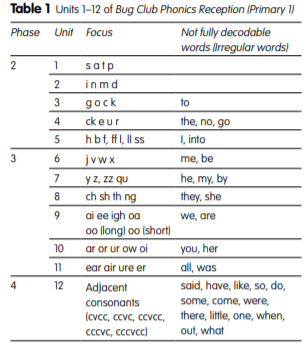 Table 1 Units 1–12 of Bug Club Phonics Reception (Primary 1)
Phase Unit Focus Not fully decodable
words (Irregular words)
2 1 s a t p
2 i n m d
3 g o c k to
4 ck e u r the, no, go
5 h b f, ff l, ll ss I, into
3 6 j v w x me, be
7 y z, zz qu he, my, by
8 ch sh th ng they, she
9 ai ee igh oa we, are
oo (long) oo (short)
10 ar or ur ow oi you, her
11 ear air ure er all, was
4 12 Adjacent said, have, like, so, do,
consonants some, come, were,
(cvcc, ccvc, ccvcc, there, little, one, when,
cccvc, cccvcc) out, what